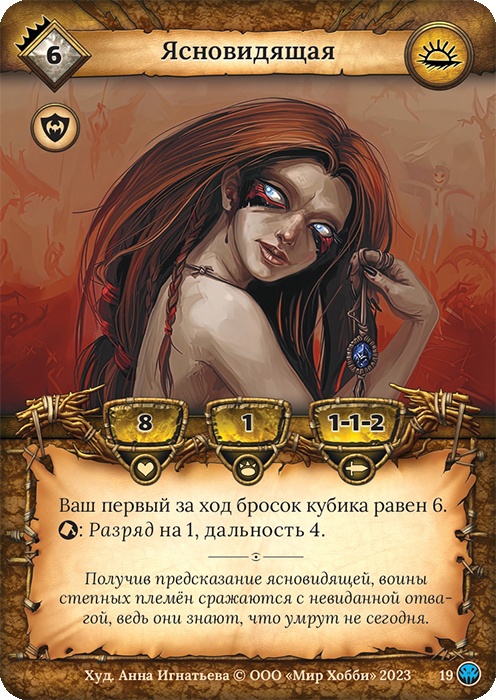 6
Ясновидящая
8
1
1-1-2
Ваш первый за ход бросок кубика равен 6.
: Разряд на 1, дальность 4.
Получив предсказание ясновидящей, воины
степных племён сражаются с невиданной отва-
гой, ведь они знают, что умрут не сегодня.
Худ. Анна Игнатьева © ООО «Мир Хобби» 2023
19